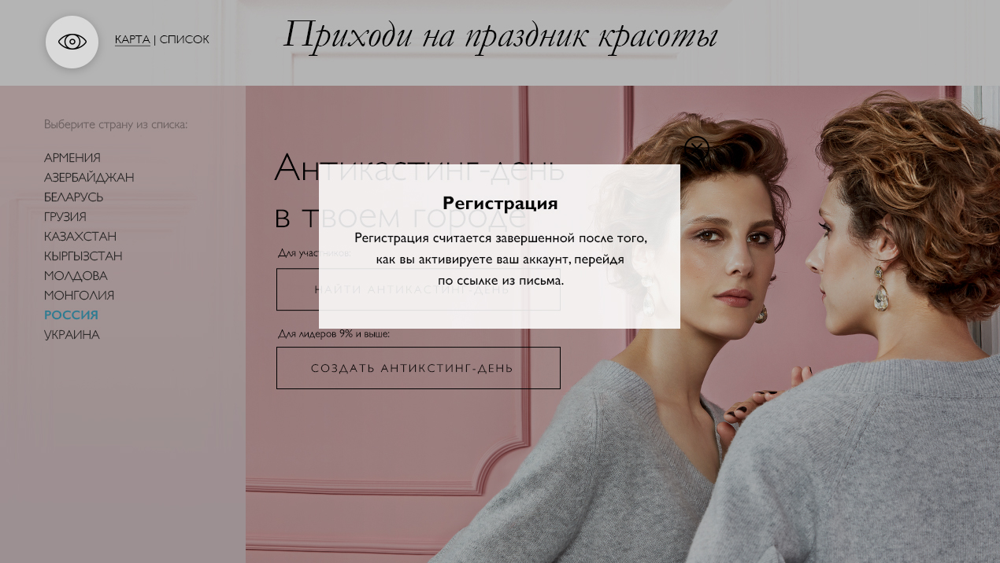 КАРТА | СПИСОК
Приходи на праздник красоты
Выберите страну из списка:
АРМЕНИЯ
АЗЕРБАЙДЖАН
БЕЛАРУСЬ
ГРУЗИЯ
КАЗАХСТАН
КЫРГЫЗСТАН
МОЛДОВА
МОНГОЛИЯ
РОССИЯ
УКРАИНА
Антикастинг-день
в твоем городе
Для участников:
НАЙТИ АНТИКАСТИНГ-ДЕНЬ
Для лидеров 9% и выше:
СОЗДАТЬ АНТИКСТИНГ-ДЕНЬ
Регистрация
Регистрация считается завершенной после того,
как вы активируете ваш аккаунт, перейдя
по ссылке из письма.